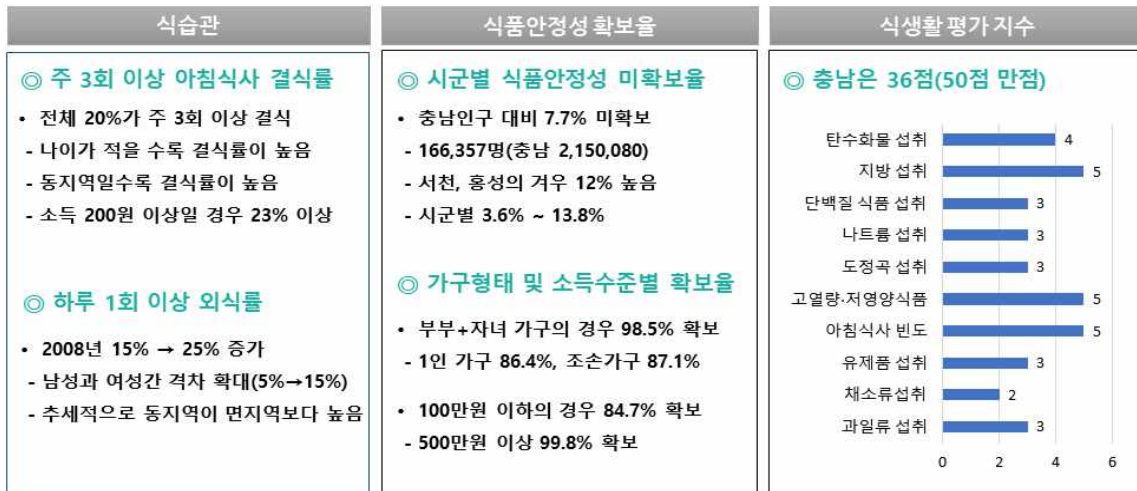 식습관
◎ 주 3회 이상 아침식사 결식률
• 전체 20%가 주 3회 이상 결식
- 나이가 적을 수록 결식률이 높음
- 동지역일수록 결식률이 높음
- 소득 200원 이상일 경우 23% 이상
◎ 하루 1회 이상 외식률
• 2008년 15% → 25% 증가
- 남성과 여성간 격차 확대(5%→15%)
- 추세적으로 동지역이 면지역보다 높음
식품안정성 확보율
◎ 시군별 식품안정성 미확보율
• 충남인구 대비 7.7% 미확보
- 166,357명(충남 2,150,080)
- 서천, 홍성의 겨우 12% 높음
- 시군별 3.6% ~ 13.8%
◎ 가구형태 및 소득수준별 확보율
• 부부+자녀 가구의 경우 98.5% 확보
- 1인 가구 86.4%, 조손가구 87.1%
• 100만원 이하의 경우 84.7% 확보
- 500만원 이상 99.8% 확보
식생활 평가 지수
◎ 충남은 36점(50점 만점)
탄수화물 섭취 4
지방 섭취 5
단백질 식품 섭취 3
나트륨 섭취 3
도정곡 섭취 3
고열량·저영양식품 5
아침식사 빈도 5
유제품 섭취 3
채소류섭취 2
과일류 섭취 3
0 2 4 6